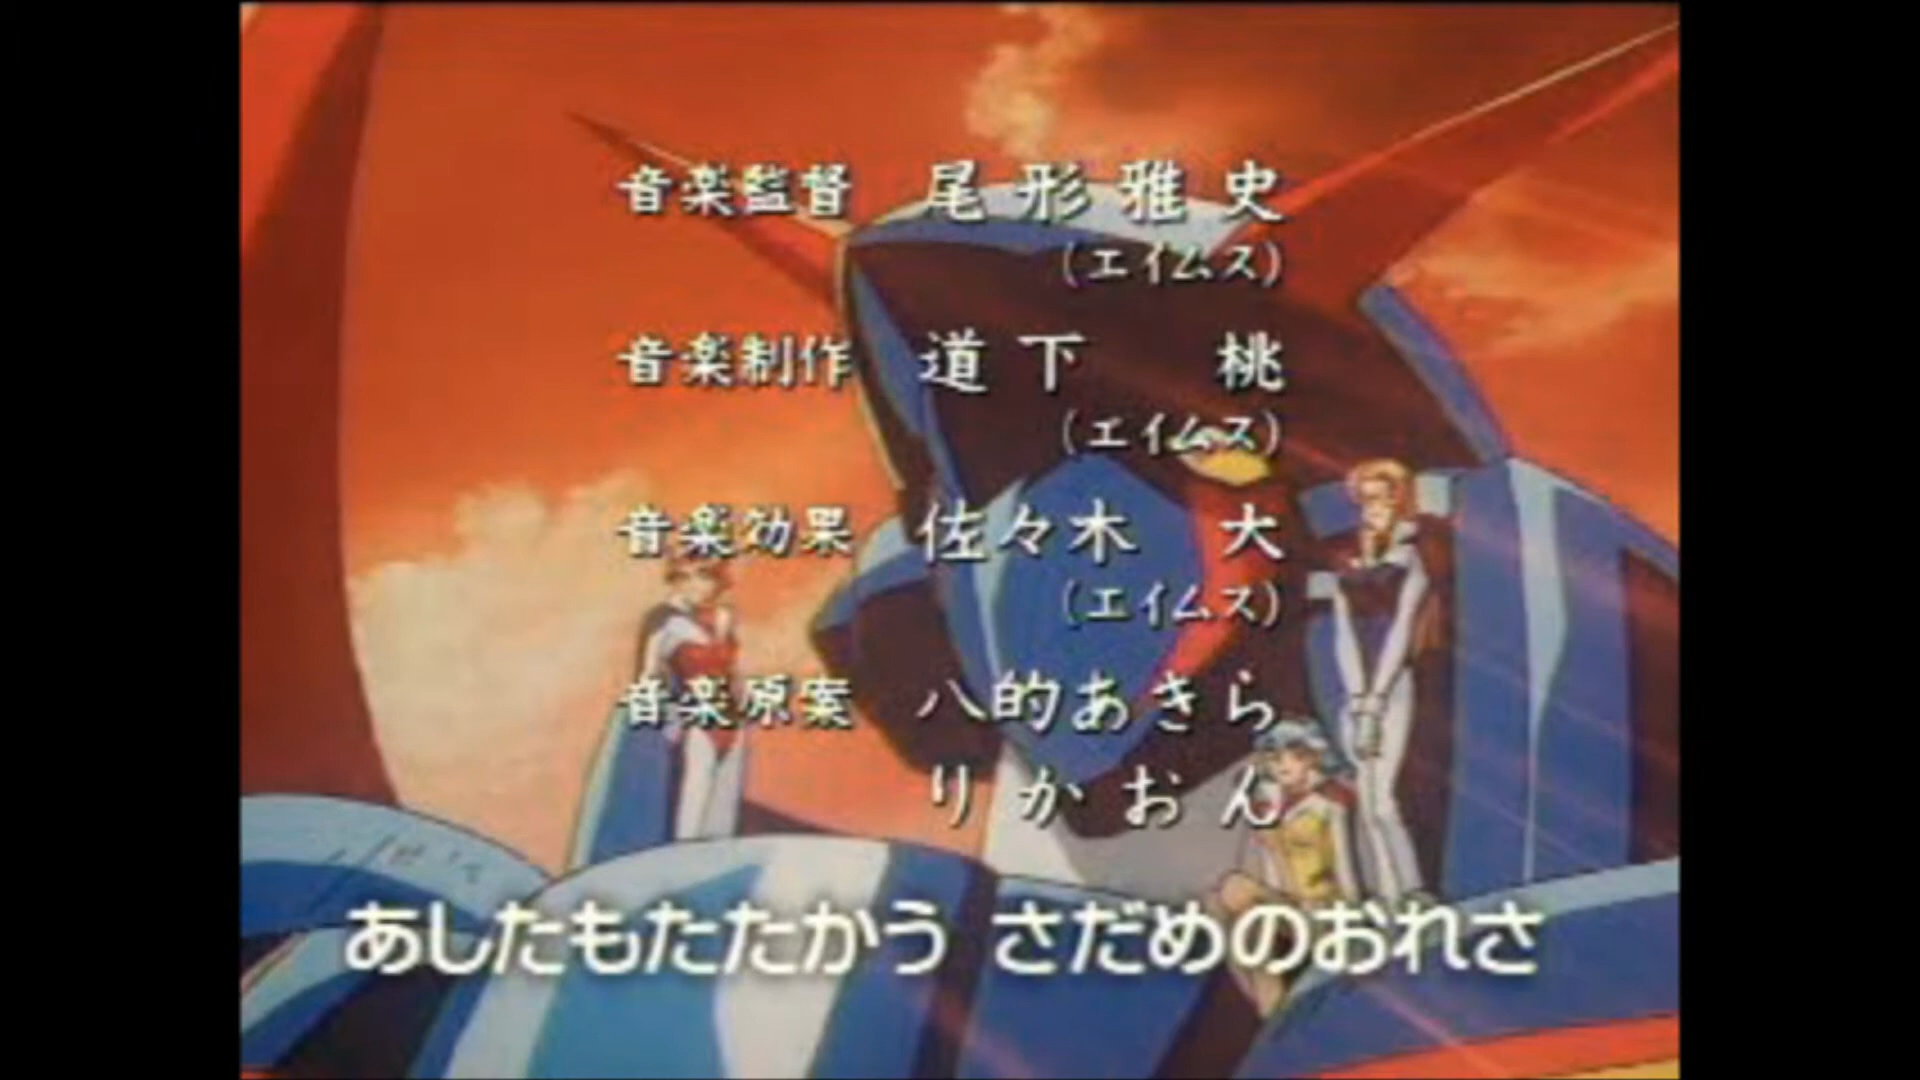 音楽監督 尾形雅史
(エイムス)
音楽制作 道下 桃
(エイムス)
音楽効果 佐々木 大
(エイムス)
音楽原案 八的あきら
りかおん
あしたもたたかう さだめのおれさ